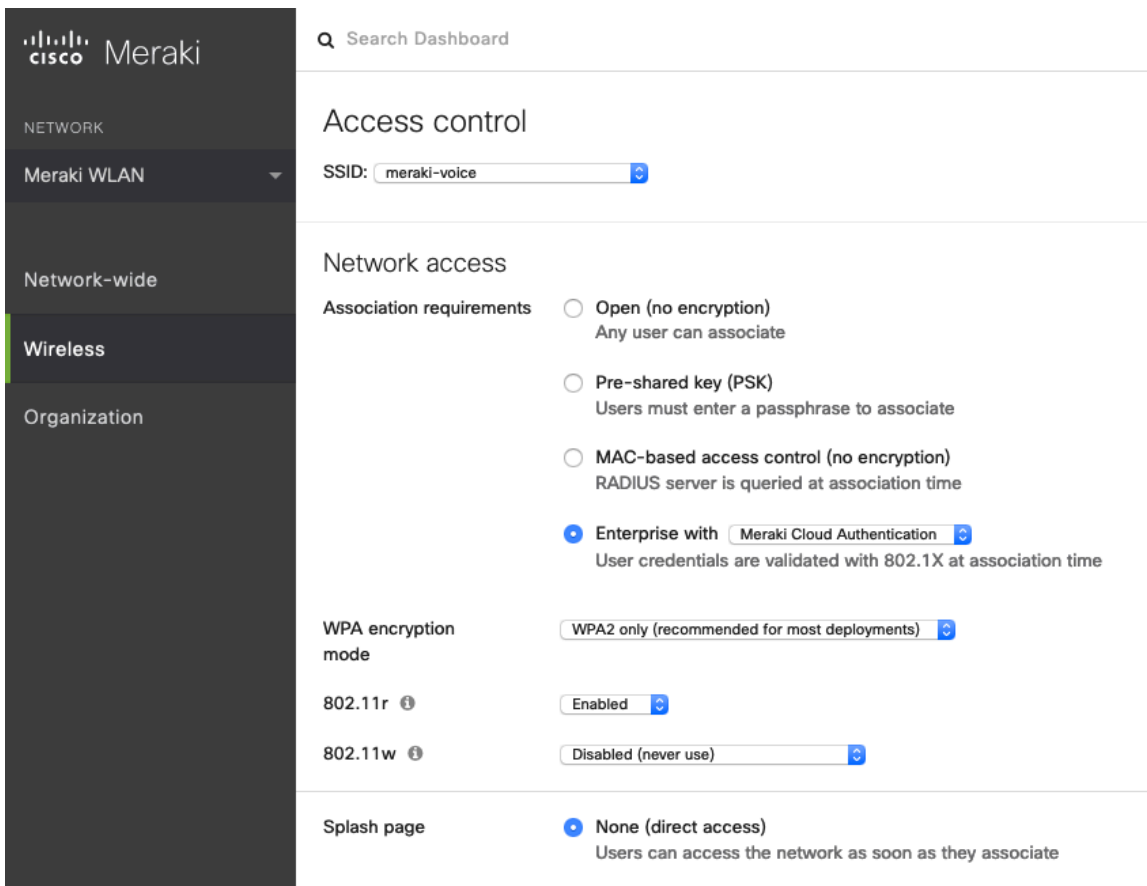 CISCO Meraki
Search Dashboard
NETWORK
Meraki WLAN
Network-wide
Wireless
Organization
Access control
SSID: meraki-voice
Network access
Association requirements
Open (no encryption)
Any user can associate
Pre-shared key (PSK)
Users must enter a passphrase to associate
MAC-based access control (no encryption)
RADIUS server is queried at association time
Enterprise with Meraki Cloud Authentication
User credentials are validated with 802.1X at association time
WPA encryption
mode
WPA2 only (recommended for most deployments)
802.11r Enabled
802.11w Disabled (never use)
Splash page
None (direct access)
Users can access the network as soon as they associate